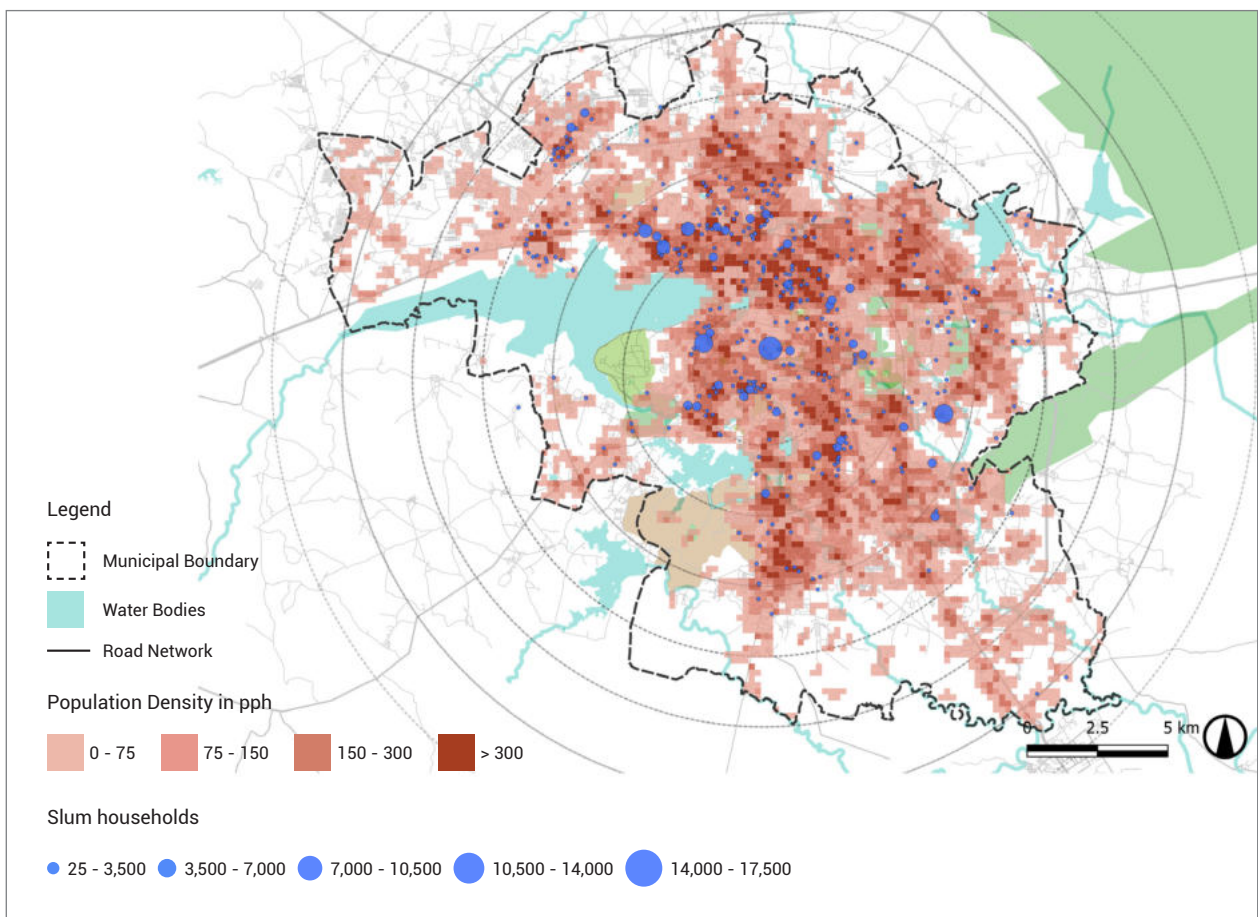 Legend
Municipal Boundary
Water Bodies
Road Network
Population Density in pph
0 - 75
75 - 150
150 - 300
> 300
0 2.5 5 km
Slum households
25 - 3,500
3,500 - 7,000
7,000 - 10,500
10,500 - 14,000
14,000 - 17,500